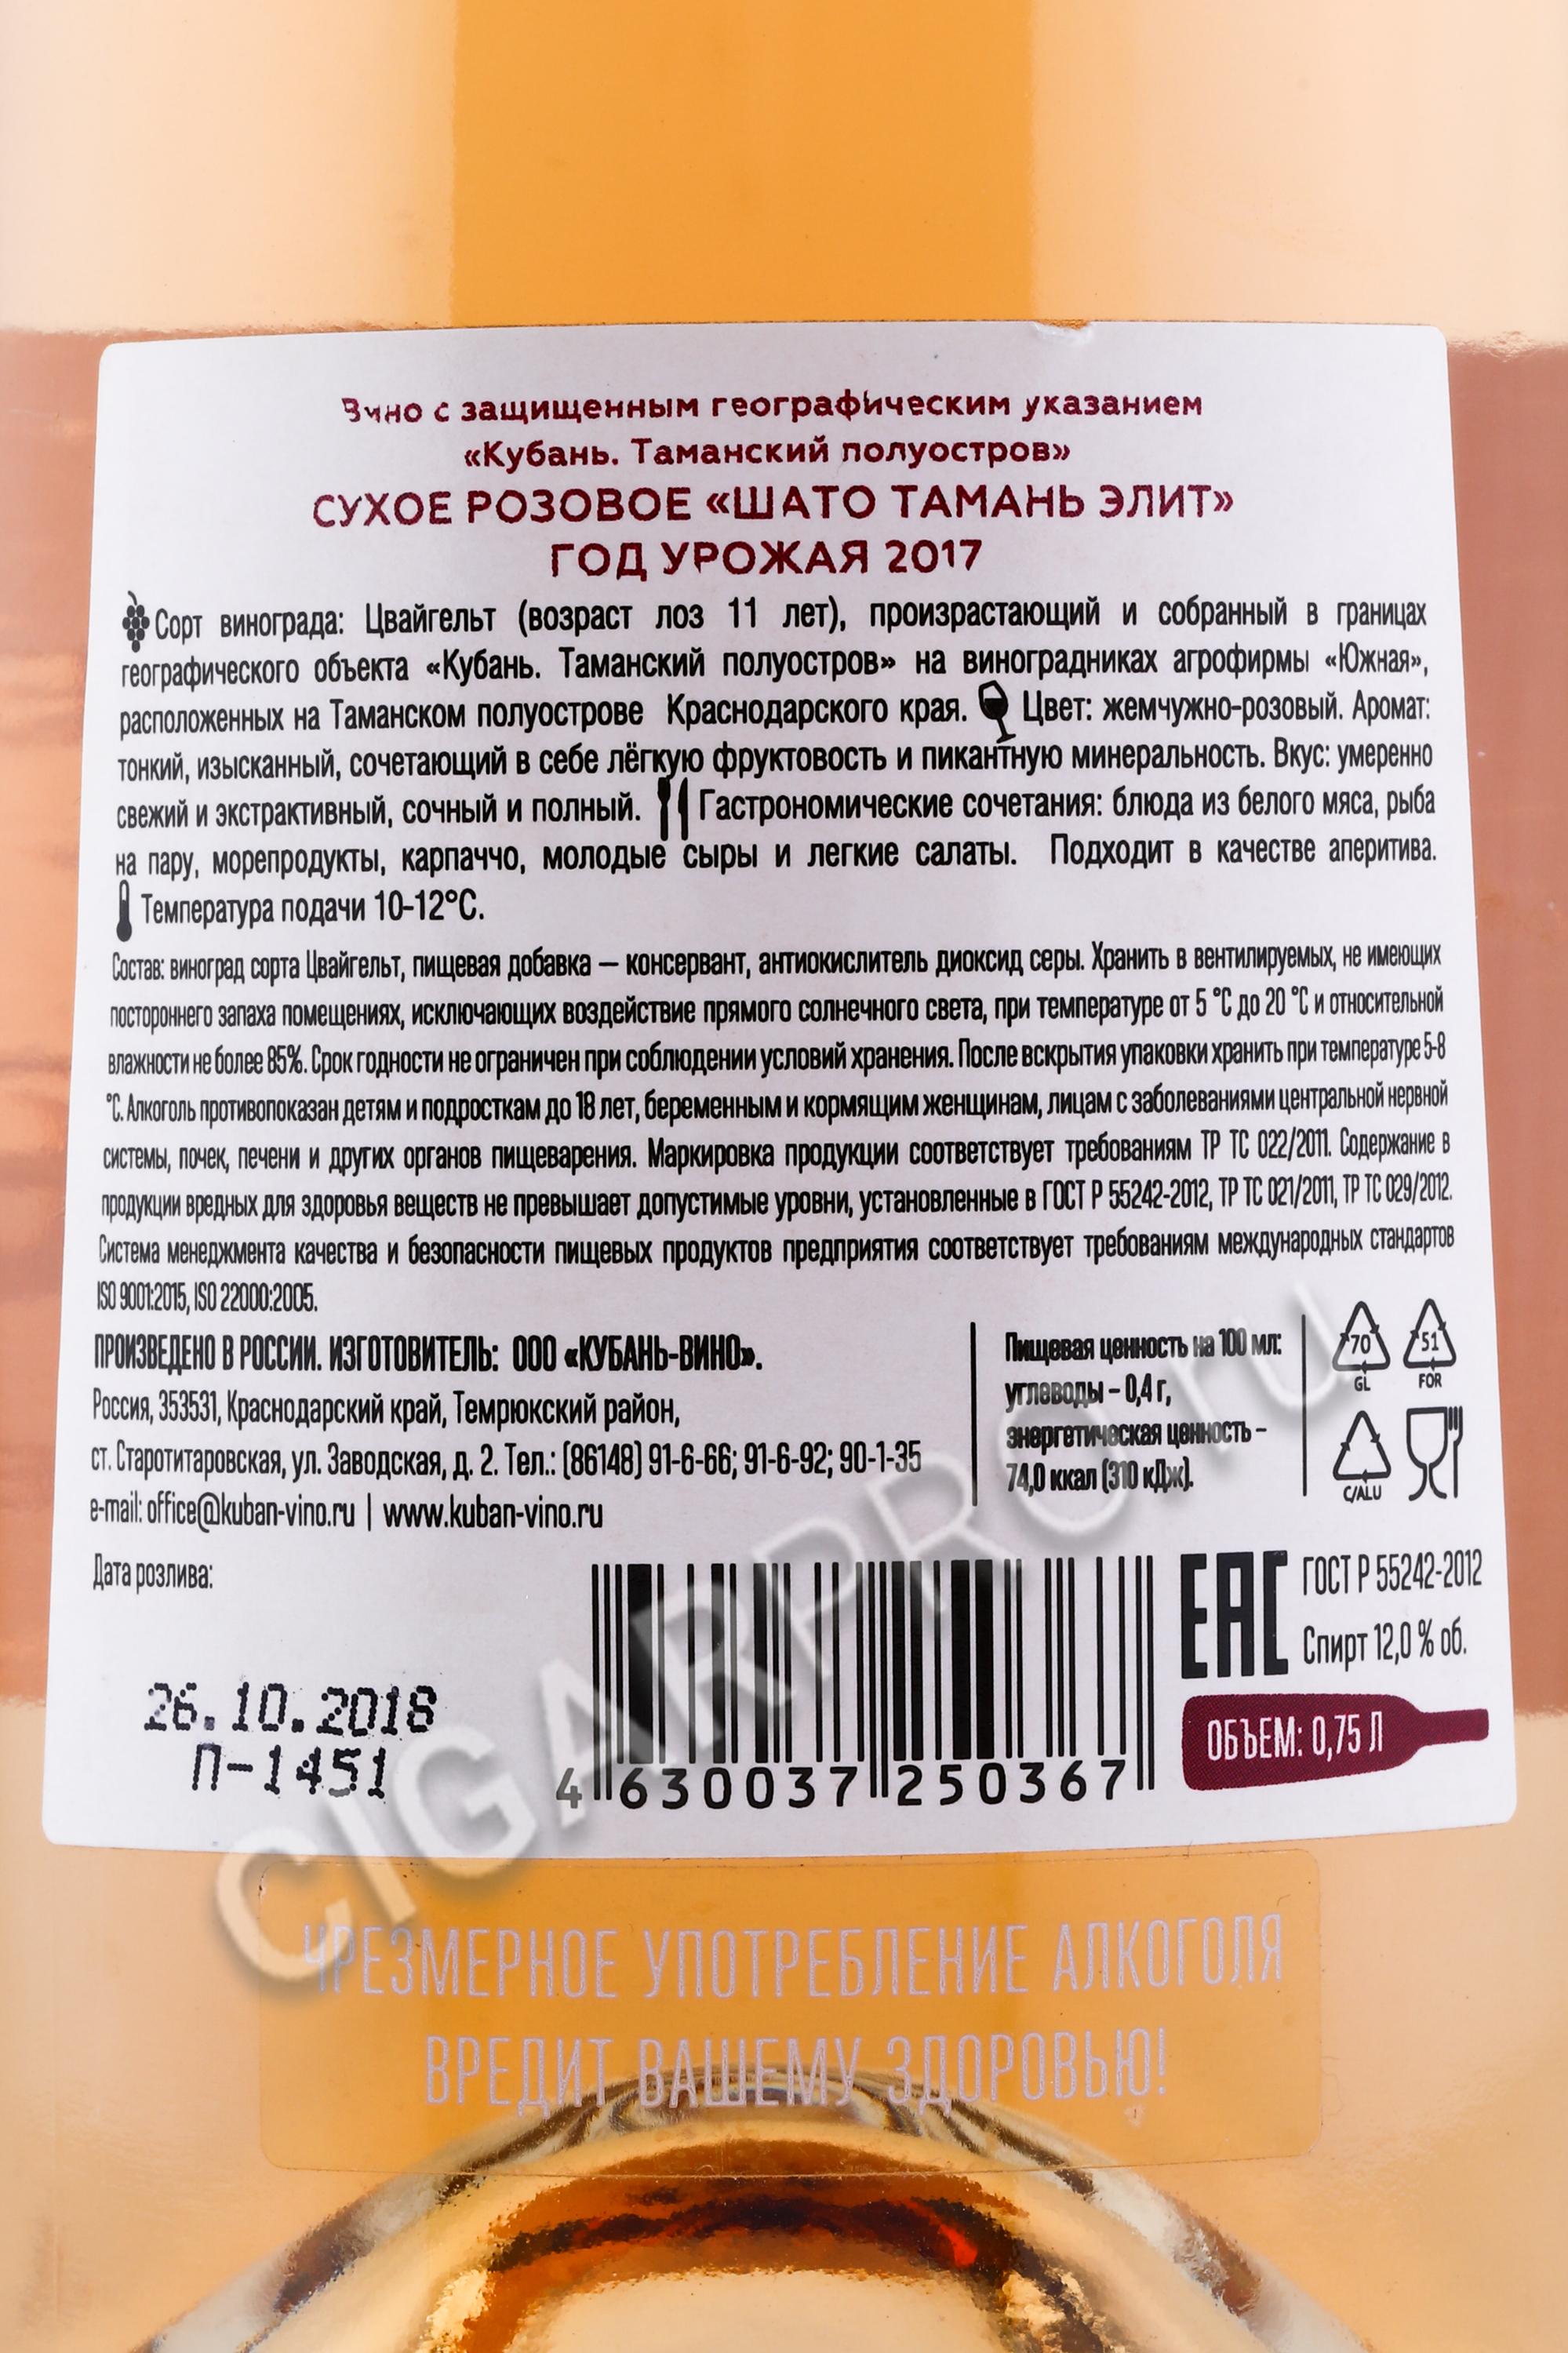 Вино с защищенным географическим указанием
«Кубань. Таманский полуостров»
СУХОЕ РОЗОВОЕ «ШАТО ТАМАНЬ ЭЛИТ»
ГОД УРОЖАЯ 2017
Сорт винограда: Цвайгельт (возраст лоз 11 лет), произрастающий и собранный в границах
географического объекта «Кубань. Таманский полуостров» на виноградниках агрофирмы «Южная»,
расположенных на Таманском полуострове Краснодарского края. Цвет: жемчужно-розовый. Аромат:
тонкий, изысканный, сочетающий в себе лёгкую фруктовость и пикантную минеральность. Вкус: умеренно
свежий и экстрактивный, сочный и полный. Гастрономические сочетания: блюда из белого мяса, рыба
на пару, морепродукты, карпаччо, молодые сыры и легкие салаты. Подходит в качестве аперитива.
Температура подачи 10-12°С.
Состав: виноград сорта Цвайгельт, пищевая добавка — консервант, антиокислитель диоксид серы. Хранить в вентилируемых, не имеющих
постороннего запаха помещениях, исключающих воздействие прямого солнечного света, при температуре от 5 °С до 20 °С и относительной
влажности не более 85%. Срок годности не ограничен при соблюдении условий хранения. После вскрытия упаковки хранить при температуре 5-8
°С. Алкоголь противопоказан детям и подросткам до 18 лет, беременным и кормящим женщинам, лицам с заболеваниями центральной нервной
системы, почек, печени и других органов пищеварения. Маркировка продукции соответствует требованиям ТР ТС 022/2011. Содержание в
продукции вредных для здоровья веществ не превышает допустимые уровни, установленные в ГОСТ Р 55242-2012, ТР ТС 021/2011, ТР ТС 029/2012.
Система менеджмента качества и безопасности пищевых продуктов предприятия соответствует требованиям международных стандартов
ISO 9001:2015, ISO 22000:2005.
ПРОИЗВЕДЕНО В РОССИИ. ИЗГОТОВИТЕЛЬ: ООО «КУБАНЬ-ВИНО».
Россия, 353531, Краснодарский край, Темрюкский район,
ст. Старотитаровская, ул. Заводская, д. 2. Тел.: (86148) 91-6-66; 91-6-92; 90-1-35
e-mail: office@kuban-vino.ru | www.kuban-vino.ru
Пищевая ценность на 100 мл:
углеводы – 0,4 г,
энергетическая ценность –
74,0 ккал (310 кДж).
70 51
GL FOR
C/ALU
Дата розлива:
26.10.2018
П-1451
4 630037 250367
EAC
ГОСТ Р 55242-2012
Спирт 12,0 % об.
ОБЪЕМ: 0,75 Л
CIGARPRO.ru
ЧРЕЗМЕРНОЕ УПОТРЕБЛЕНИЕ АЛКОГОЛЯ
ВРЕДИТ ВАШЕМУ ЗДОРОВЬЮ!